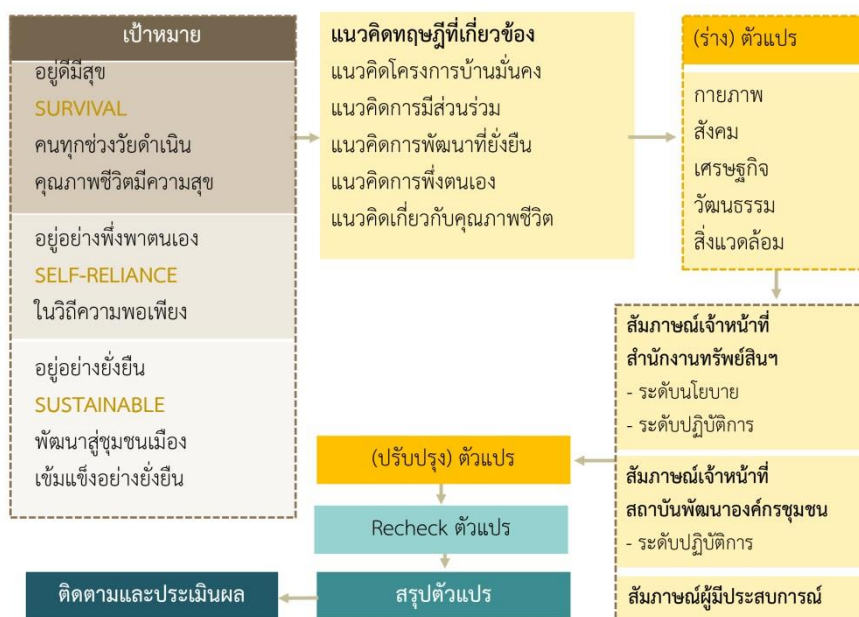 เป้าหมาย
อยู่ดีมีสุข
SURVIVAL
คนทุกช่วงวัยดำเนิน
คุณภาพชีวิตมีความสุข
อยู่อย่างพึ่งพาตนเอง
SELF-RELIANCE
ในวิถีความพอเพียง
อยู่อย่างยั่งยืน
SUSTAINABLE
พัฒนาสู่ชุมชนเมือง
เข้มแข็งอย่างยั่งยืน
แนวคิดทฤษฎีที่เกี่ยวข้อง
แนวคิดโครงการบ้านมั่นคง
แนวคิดการมีส่วนร่วม
แนวคิดการพัฒนาที่ยั่งยืน
แนวคิดการพึ่งตนเอง
แนวคิดเกี่ยวกับคุณภาพชีวิต
(ร่าง) ตัวแปร
กายภาพ
สังคม
เศรษฐกิจ
วัฒนธรรม
สิ่งแวดล้อม
สัมภาษณ์เจ้าหน้าที่
สำนักงานทรัพย์สินฯ
- ระดับนโยบาย
- ระดับปฏิบัติการ
สัมภาษณ์เจ้าหน้าที่
สถาบันพัฒนาองค์กรชุมชน
- ระดับปฏิบัติการ
สัมภาษณ์ผู้มีประสบการณ์
(ปรับปรุง) ตัวแปร
Recheck ตัวแปร
สรุปตัวแปร
ติดตามและประเมินผล